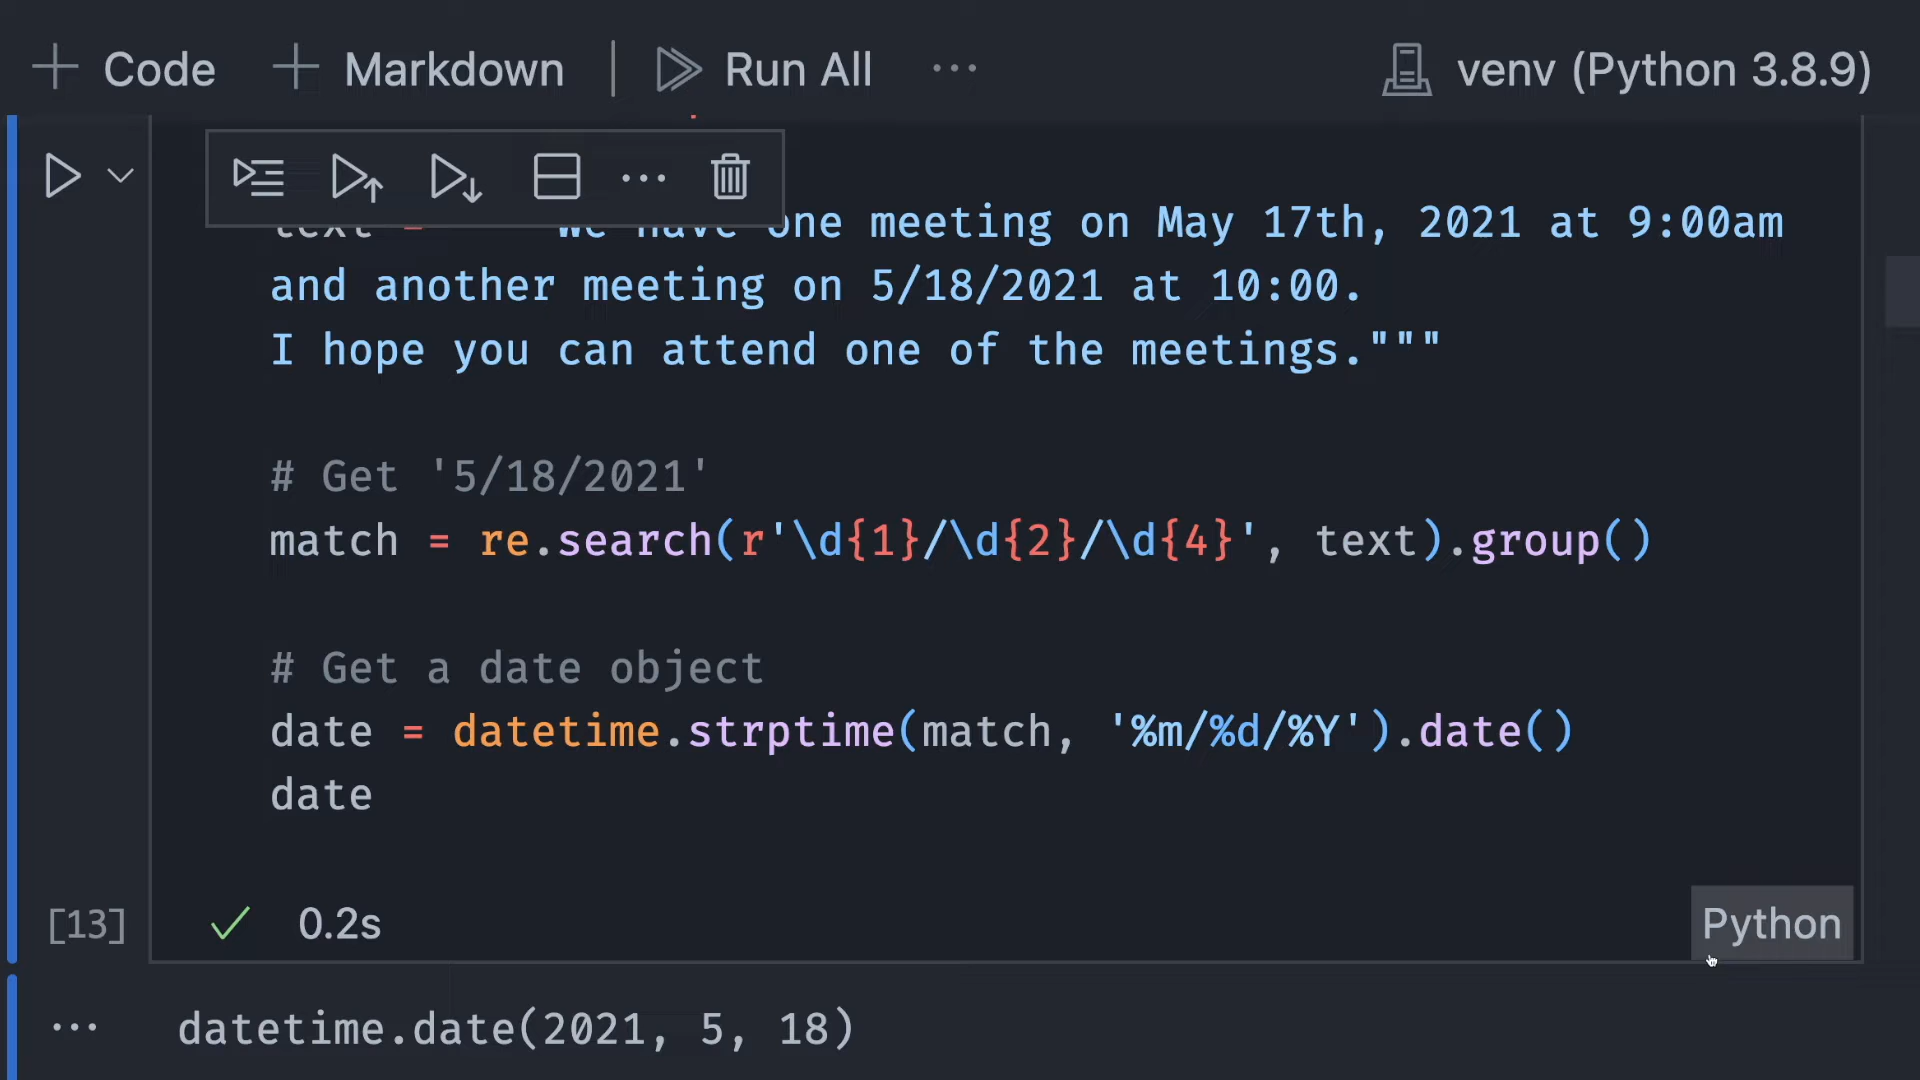 Code Markdown Run All ··· venv (Python 3.8.9)
text = we have one meeting on May 17th, 2021 at 9:00am
and another meeting on 5/18/2021 at 10:00.
I hope you can attend one of the meetings."""
# Get '5/18/2021'
match = re.search(r'\d{1}/\d{2}/\d{4}', text).group()
# Get a date object
date = datetime.strptime(match, '%m/%d/%Y').date()
date
[13] 0.2s Python
··· datetime.date(2021, 5, 18)